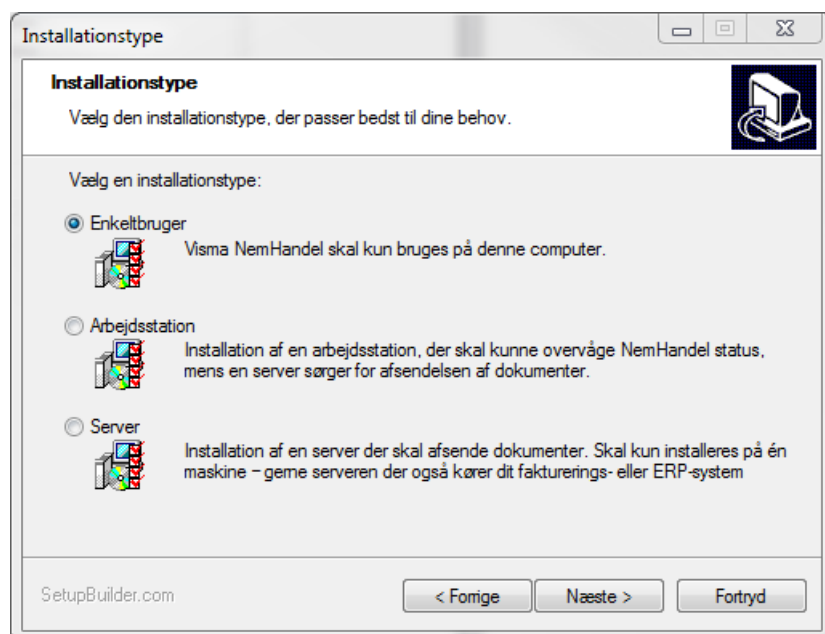 Installationstype
Installationstype
Vælg den installationstype, der passer bedst til dine behov.
Vælg en installationstype:
Enkeltbruger
Visma NemHandel skal kun bruges på denne computer.
Arbejdsstation
Installation af en arbejdsstation, der skal kunne overvåge NemHandel status,
mens en server sørger for afsendelsen af dokumenter.
Server
Installation af en server der skal afsende dokumenter. Skal kun installeres på én
maskine – gerne serveren der også kører dit fakturerings- eller ERP-system
SetupBuilder.com
< Forrige
Næste >
Fortryd